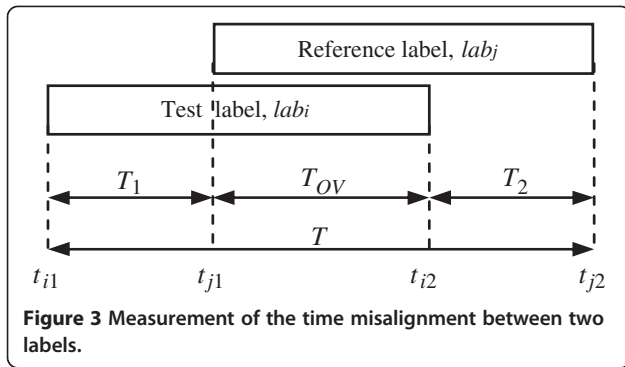 Reference label, labj
Test label, labi
T1 TOV T2
T
ti1 tj1 ti2 tj2
Figure 3 Measurement of the time misalignment between two
labels.